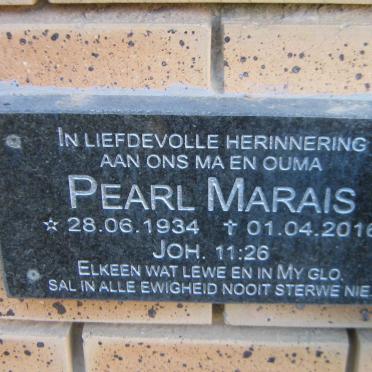 IN LIEFDEVOLLE HERINNERING
AAN ONS MA EN OUMA
PEARL MARAIS
☆ 28.06.1934 ✝ 01.04.2016
JOH. 11:26
ELKEEN WAT LEWE EN IN MY GLO,
SAL IN ALLE EWIGHEID NOOIT STERWE NIE.